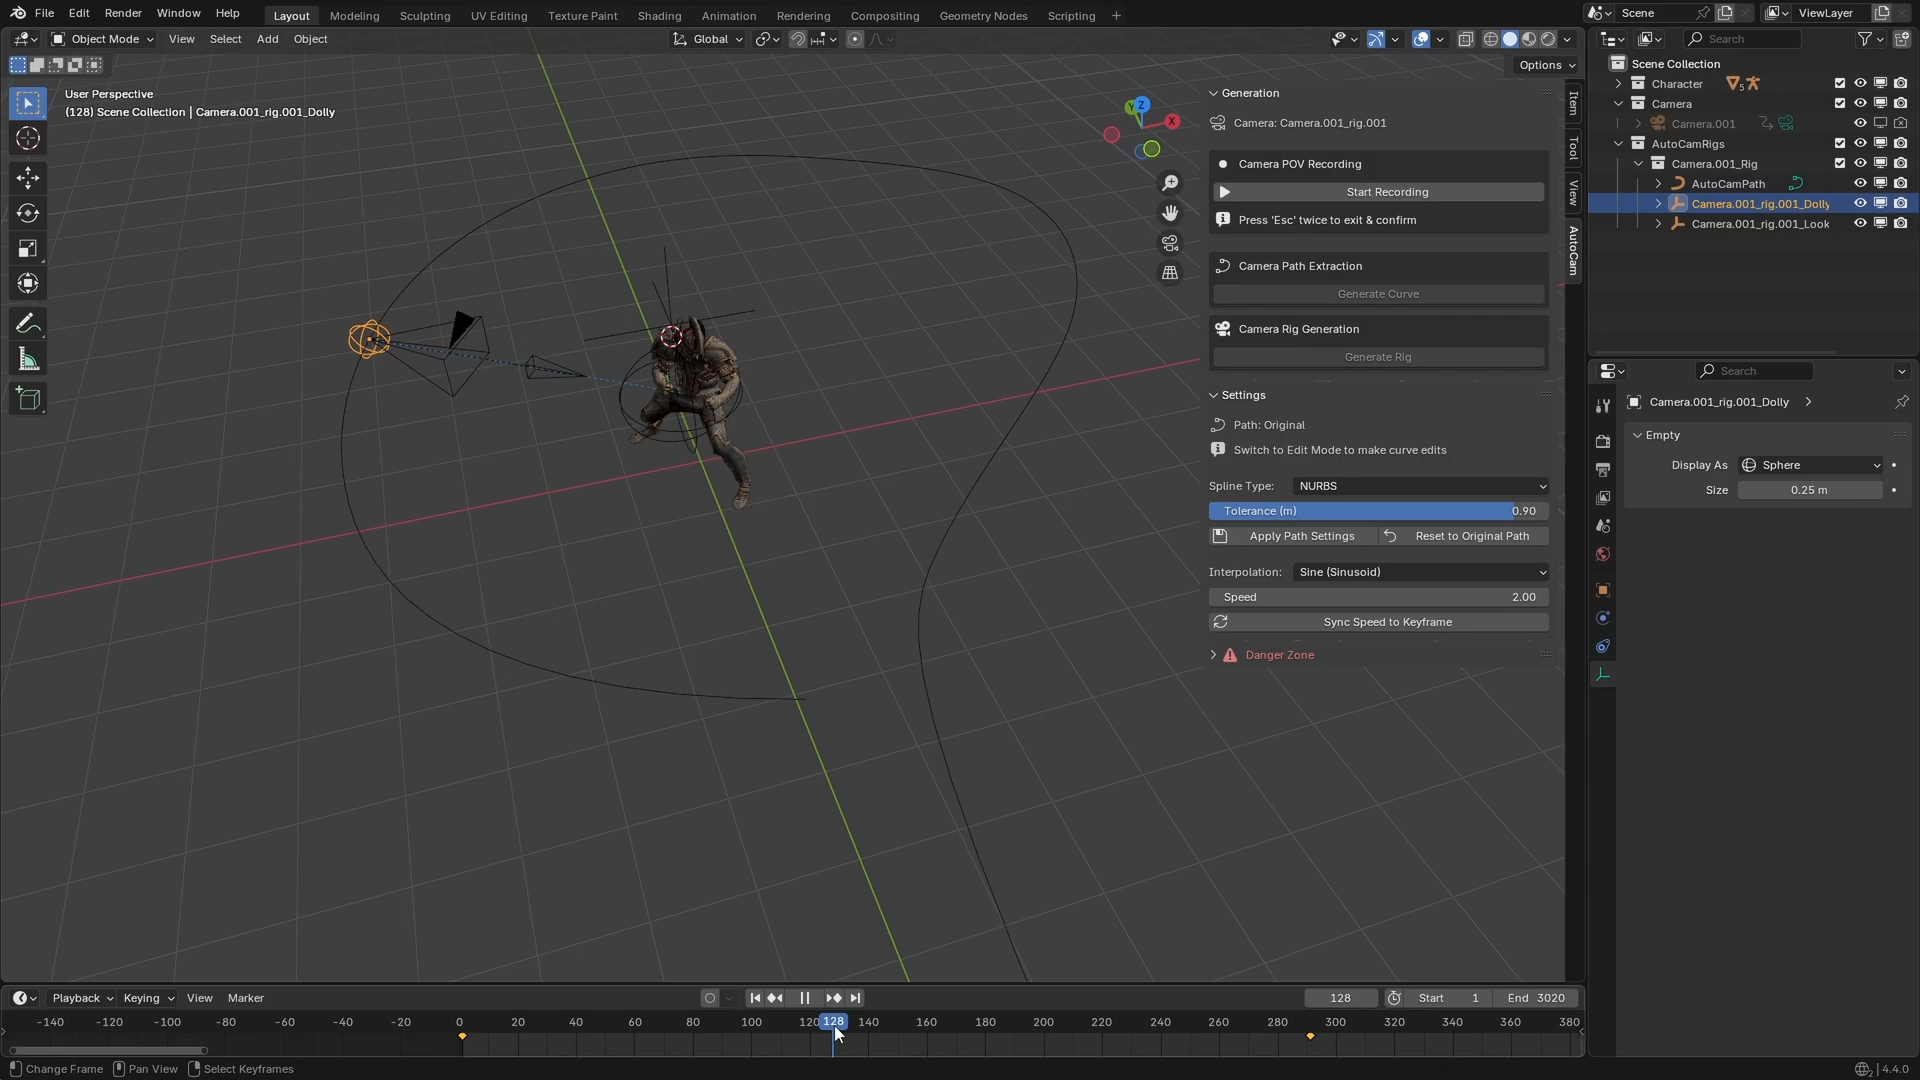 File Edit Render Window Help Layout Modeling Sculpting UV Editing Texture Paint Shading Animation Rendering Compositing Geometry Nodes Scripting + Scene ViewLayer
Object Mode View Select Add Object Global Search
Options
User Perspective
(128) Scene Collection | Camera.001_rig.001_Dolly
Z
Y
X
Generation
Camera: Camera.001_rig.001
Camera POV Recording
Start Recording
Press 'Esc' twice to exit & confirm
Camera Path Extraction
Generate Curve
Camera Rig Generation
Generate Rig
Settings
Path: Original
Switch to Edit Mode to make curve edits
Spline Type: NURBS
Tolerance (m) 0.90
Apply Path Settings Reset to Original Path
Interpolation: Sine (Sinusoid)
Speed 2.00
Sync Speed to Keyframe
Danger Zone
Item
Tool
View
AutoCam
Scene Collection
Character 5
Camera
Camera.001
AutoCamRigs
Camera.001_Rig
AutoCamPath
Camera.001_rig.001_Dolly
Camera.001_rig.001_Look
Search
Camera.001_rig.001_Dolly
Empty
Display As Sphere
Size 0.25 m
Playback Keying View Marker 128 Start 1 End 3020
-140 -120 -100 -80 -60 -40 -20 0 20 40 60 80 100 120 128 140 160 180 200 220 240 260 280 300 320 340 360 380
Change Frame Pan View Select Keyframes 2 4.4.0